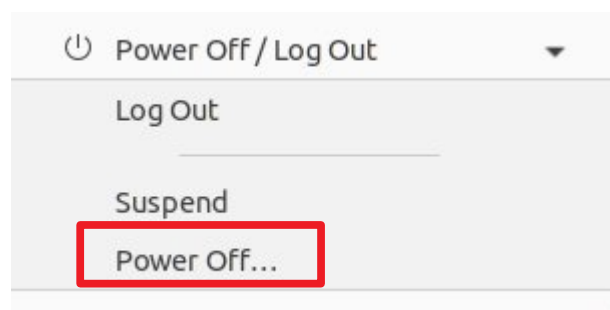 Power Off / Log Out
Log Out
Suspend
Power Off...